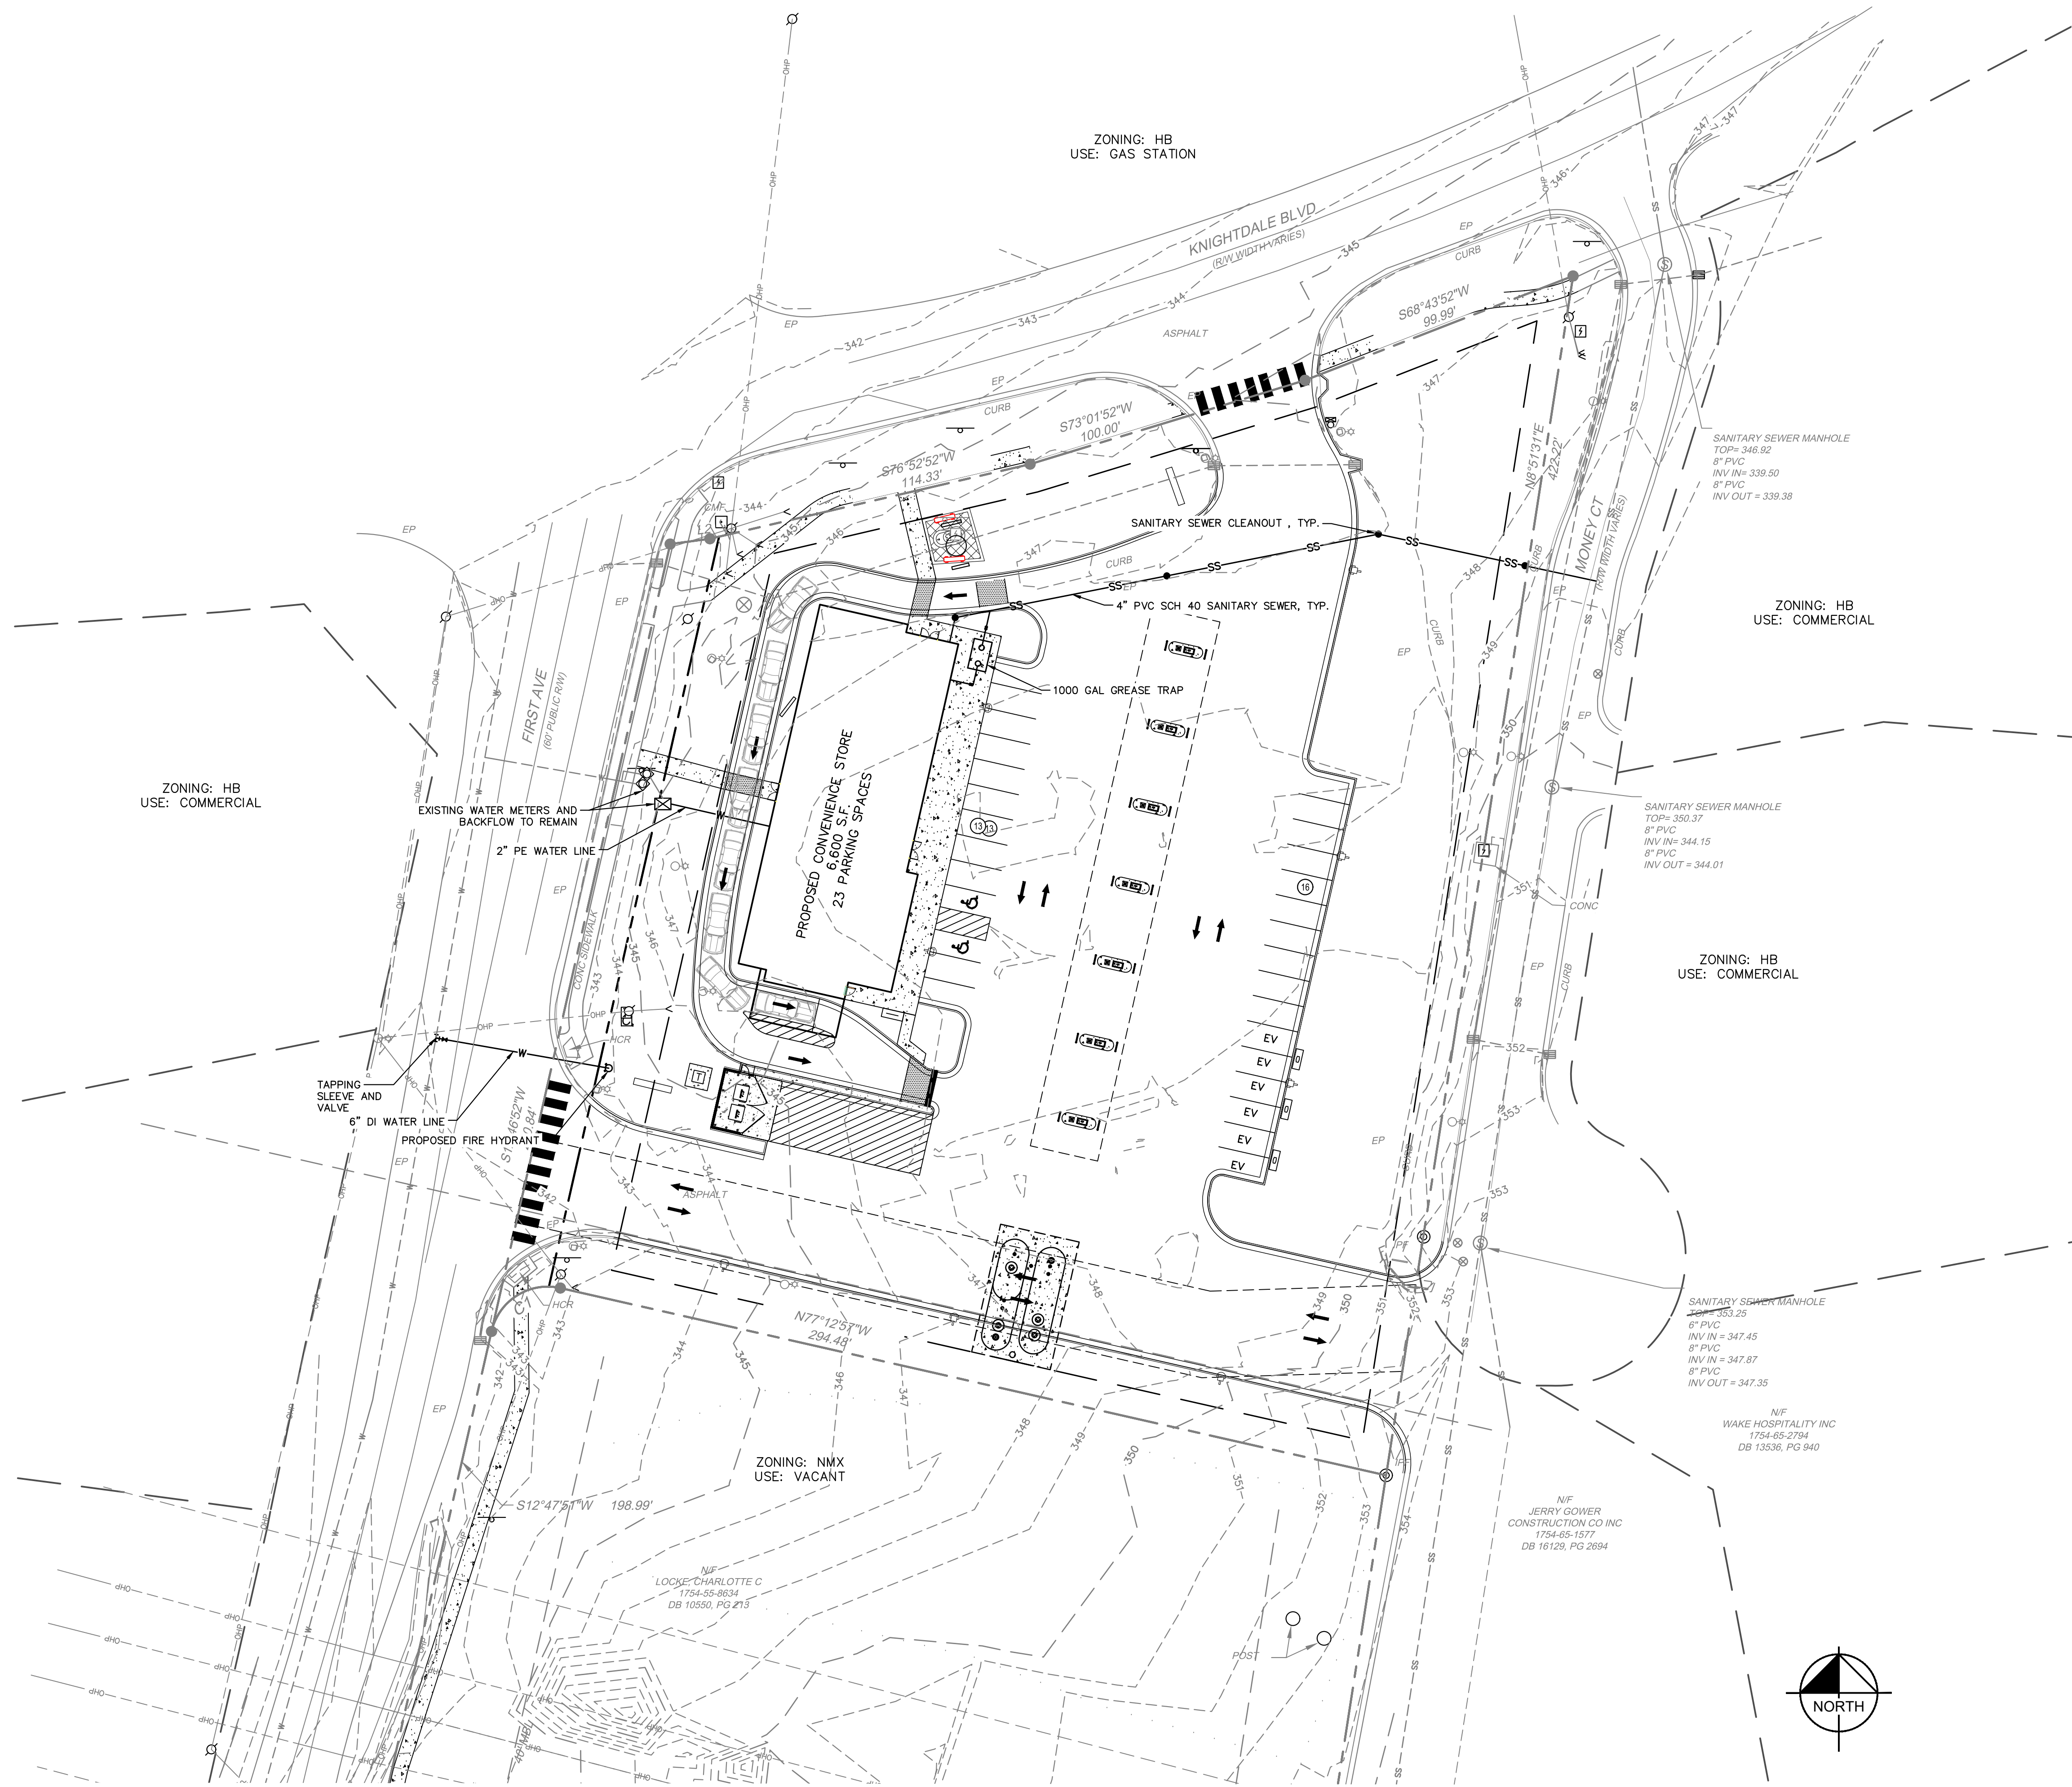 ZONING: HB
USE: GAS STATION
KNIGHTDALE BLVD
(R/W WIDTH VARIES)
EP
CURB
ASPHALT
S68°43'52"W
99.99'
S73°01'52"W
100.00'
S76°52'52"W
114.33'
CMF
N8°51'31"E
422.22'
MONEY CT
(R/W WIDTH VARIES)
SANITARY SEWER MANHOLE
TOP= 346.92
8" PVC
INV IN= 339.50
8" PVC
INV OUT = 339.38
SANITARY SEWER CLEANOUT , TYP.
4" PVC SCH 40 SANITARY SEWER, TYP.
1000 GAL GREASE TRAP
ZONING: HB
USE: COMMERCIAL
FIRST AVE
(60' PUBLIC R/W)
ZONING: HB
USE: COMMERCIAL
EXISTING WATER METERS AND
BACKFLOW TO REMAIN
2" PE WATER LINE
PROPOSED CONVENIENCE STORE
6,600 S.F.
23 PARKING SPACES
13
13
16
SANITARY SEWER MANHOLE
TOP= 350.37
8" PVC
INV IN= 344.15
8" PVC
INV OUT = 344.01
CONC
ZONING: HB
USE: COMMERCIAL
CONC SIDEWALK
HCR
TAPPING
SLEEVE AND
VALVE
6" DI WATER LINE
PROPOSED FIRE HYDRANT
T
EV
EV
EV
EV
EV
EV
ASPHALT
HCR
N77°12'57"W
294.48'
SANITARY SEWER MANHOLE
TOP= 353.25
6" PVC
INV IN = 347.45
8" PVC
INV IN = 347.87
8" PVC
INV OUT = 347.35
N/F
WAKE HOSPITALITY INC
1754-65-2794
DB 13536, PG 940
ZONING: NMX
USE: VACANT
S12°47'51"W 198.99'
N/F
JERRY GOWER
CONSTRUCTION CO INC
1754-65-1577
DB 16129, PG 2694
N/F
LOCKE, CHARLOTTE C
1754-55-8634
DB 10550, PG 213
POST
NORTH